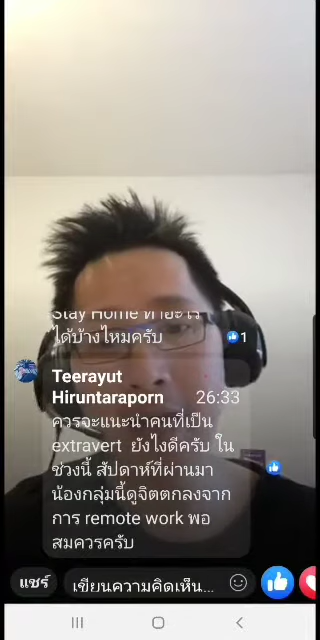 Stay Home ทำอะไร
ได้บ้างไหมครับ
1
Teerayut
Hiruntaraporn 26:33
ควรจะแนะนำคนที่เป็น
extravert ยังไงดีครับ ใน
ช่วงนี้ สัปดาห์ที่ผ่านมา
น้องกลุ่มนี้ดูจิตตกลงจาก
การ remote work พอ
สมควรครับ
แชร์ เขียนความคิดเห็น...